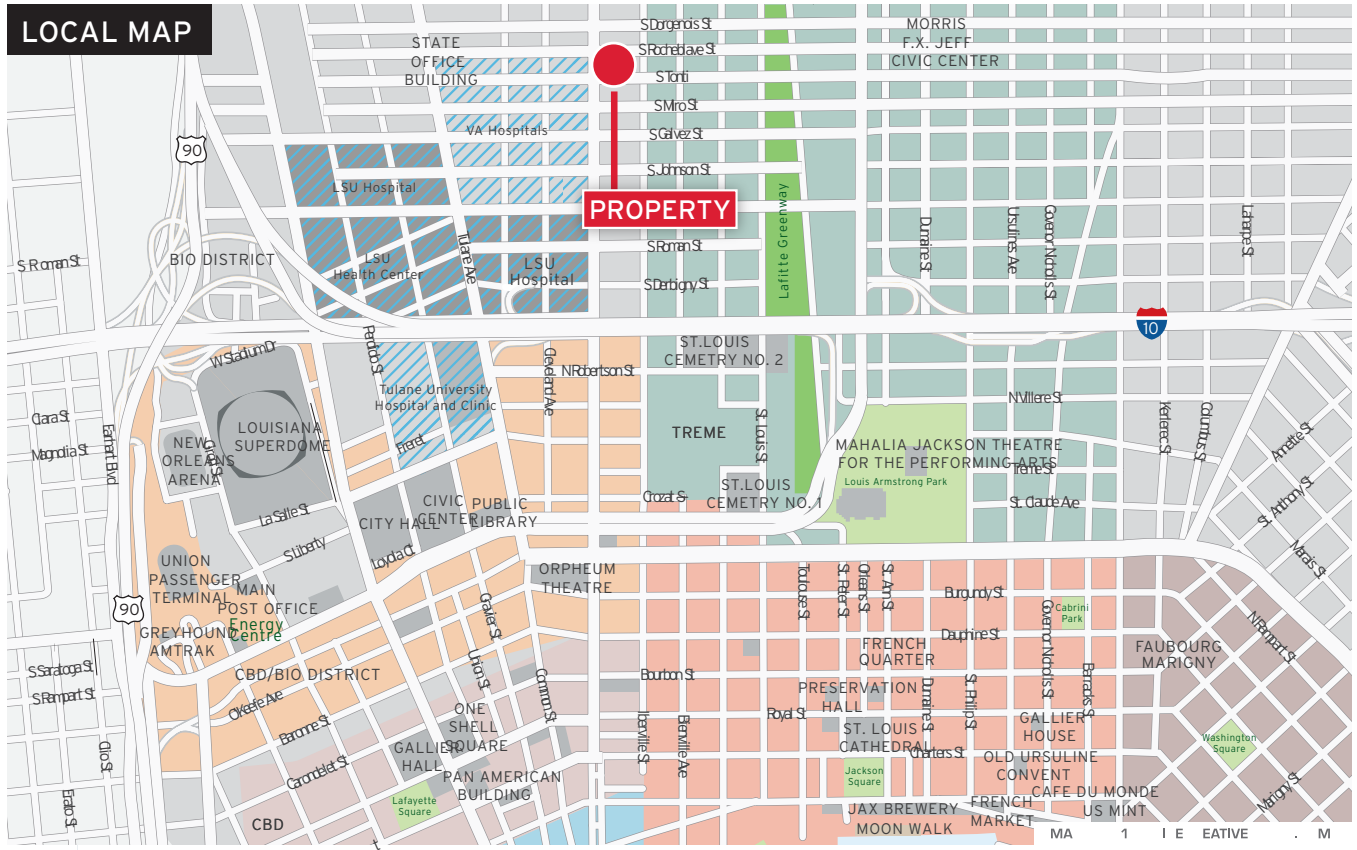 LOCAL MAP
S Dorgenois St
MORRIS
F.X. JEFF
CIVIC CENTER
STATE
OFFICE
BUILDING
S Rocheblave St
S Tonti
S Miro St
VA Hospitals
S Galvez St
90
S Johnson St
LSU Hospital
PROPERTY
Lafitte Greenway
Dumaine St
Ursulines Ave
Governor Nicholls St
Laharpe St
Tulane Ave
S Roman St
S Roman St
BIO DISTRICT
LSU
Health Center
LSU
Hospital
S Derbigny St
10
Perdido St
W Stadium Dr
ST.LOUIS
CEMETRY NO. 2
Cleveland Ave
N Robertson St
Tulane University
Hospital and Clinic
N Villere St
Clara St
Magnolia St
Earhart Blvd
LOUISIANA
SUPERDOME
NEW
ORLEANS
ARENA
Freret
TREME
St. Louis St
MAHALIA JACKSON THEATRE
FOR THE PERFORMING ARTS
Treme St
Louis Armstrong Park
Kerlerec St
Columbus St
Annette St
St. Anthony St
Marais St
ST.LOUIS
CEMETRY NO. 1
Crozat St
St. Claude Ave
La Salle St
CITY HALL
CIVIC
CENTER
PUBLIC
LIBRARY
S Liberty
Loyola Ct
UNION
PASSENGER
TERMINAL
MAIN
POST OFFICE
Energy
Centre
ORPHEUM
THEATRE
Toulouse St
St. Peter St
Orleans St
St. Ann St
Burgundy St
Governor Nicholls St
Cabrini
Park
90
GREYHOUND
AMTRAK
Gravier St
Dauphine St
N Rampart St
FRENCH
QUARTER
FAUBOURG
MARIGNY
S Saratoga St
S Rampart St
CBD/BIO DISTRICT
Union St
Common St
Bourbon St
Dumaine St
St. Philip St
Barracks St
PRESERVATION
HALL
O'Keefe Ave
Baronne St
ONE
SHELL
SQUARE
Iberville St
Bienville Ave
Royal St
GALLIER
HOUSE
ST. LOUIS
CATHEDRAL
Charters St
Washington
Square
Clio St
Carondelet St
GALLIER
HALL
PAN AMERICAN
BUILDING
Jackson
Square
OLD URSULINE
CONVENT
CAFE DU MONDE
Erato St
Lafayette
Square
CBD
JAX BREWERY
MOON WALK
FRENCH
MARKET
US MINT
Marigny St
MA 1 I E EATIVE . M